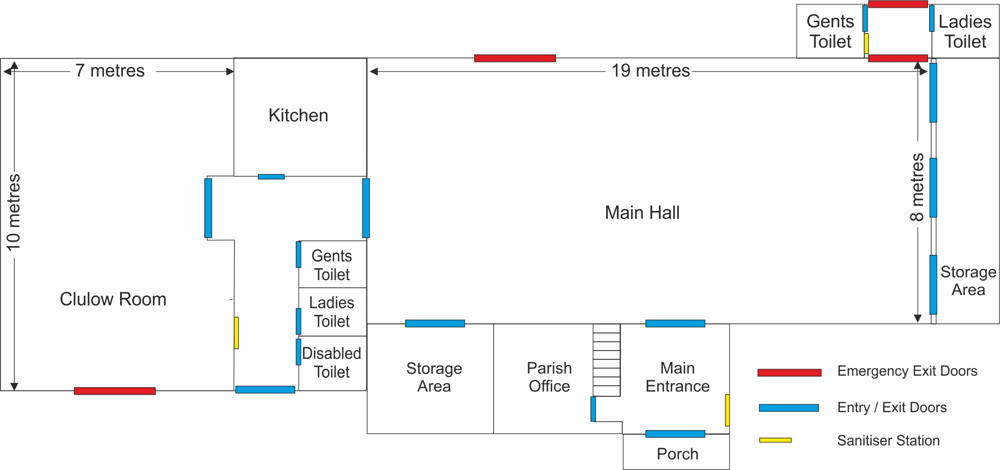 Gents
Toilet
Ladies
Toilet
7 metres
19 metres
Kitchen
10 metres
8 metres
Main Hall
Gents
Toilet
Storage
Area
Clulow Room
Ladies
Toilet
Disabled
Toilet
Storage
Area
Parish
Office
Main
Entrance
Porch
Emergency Exit Doors
Entry / Exit Doors
Sanitiser Station